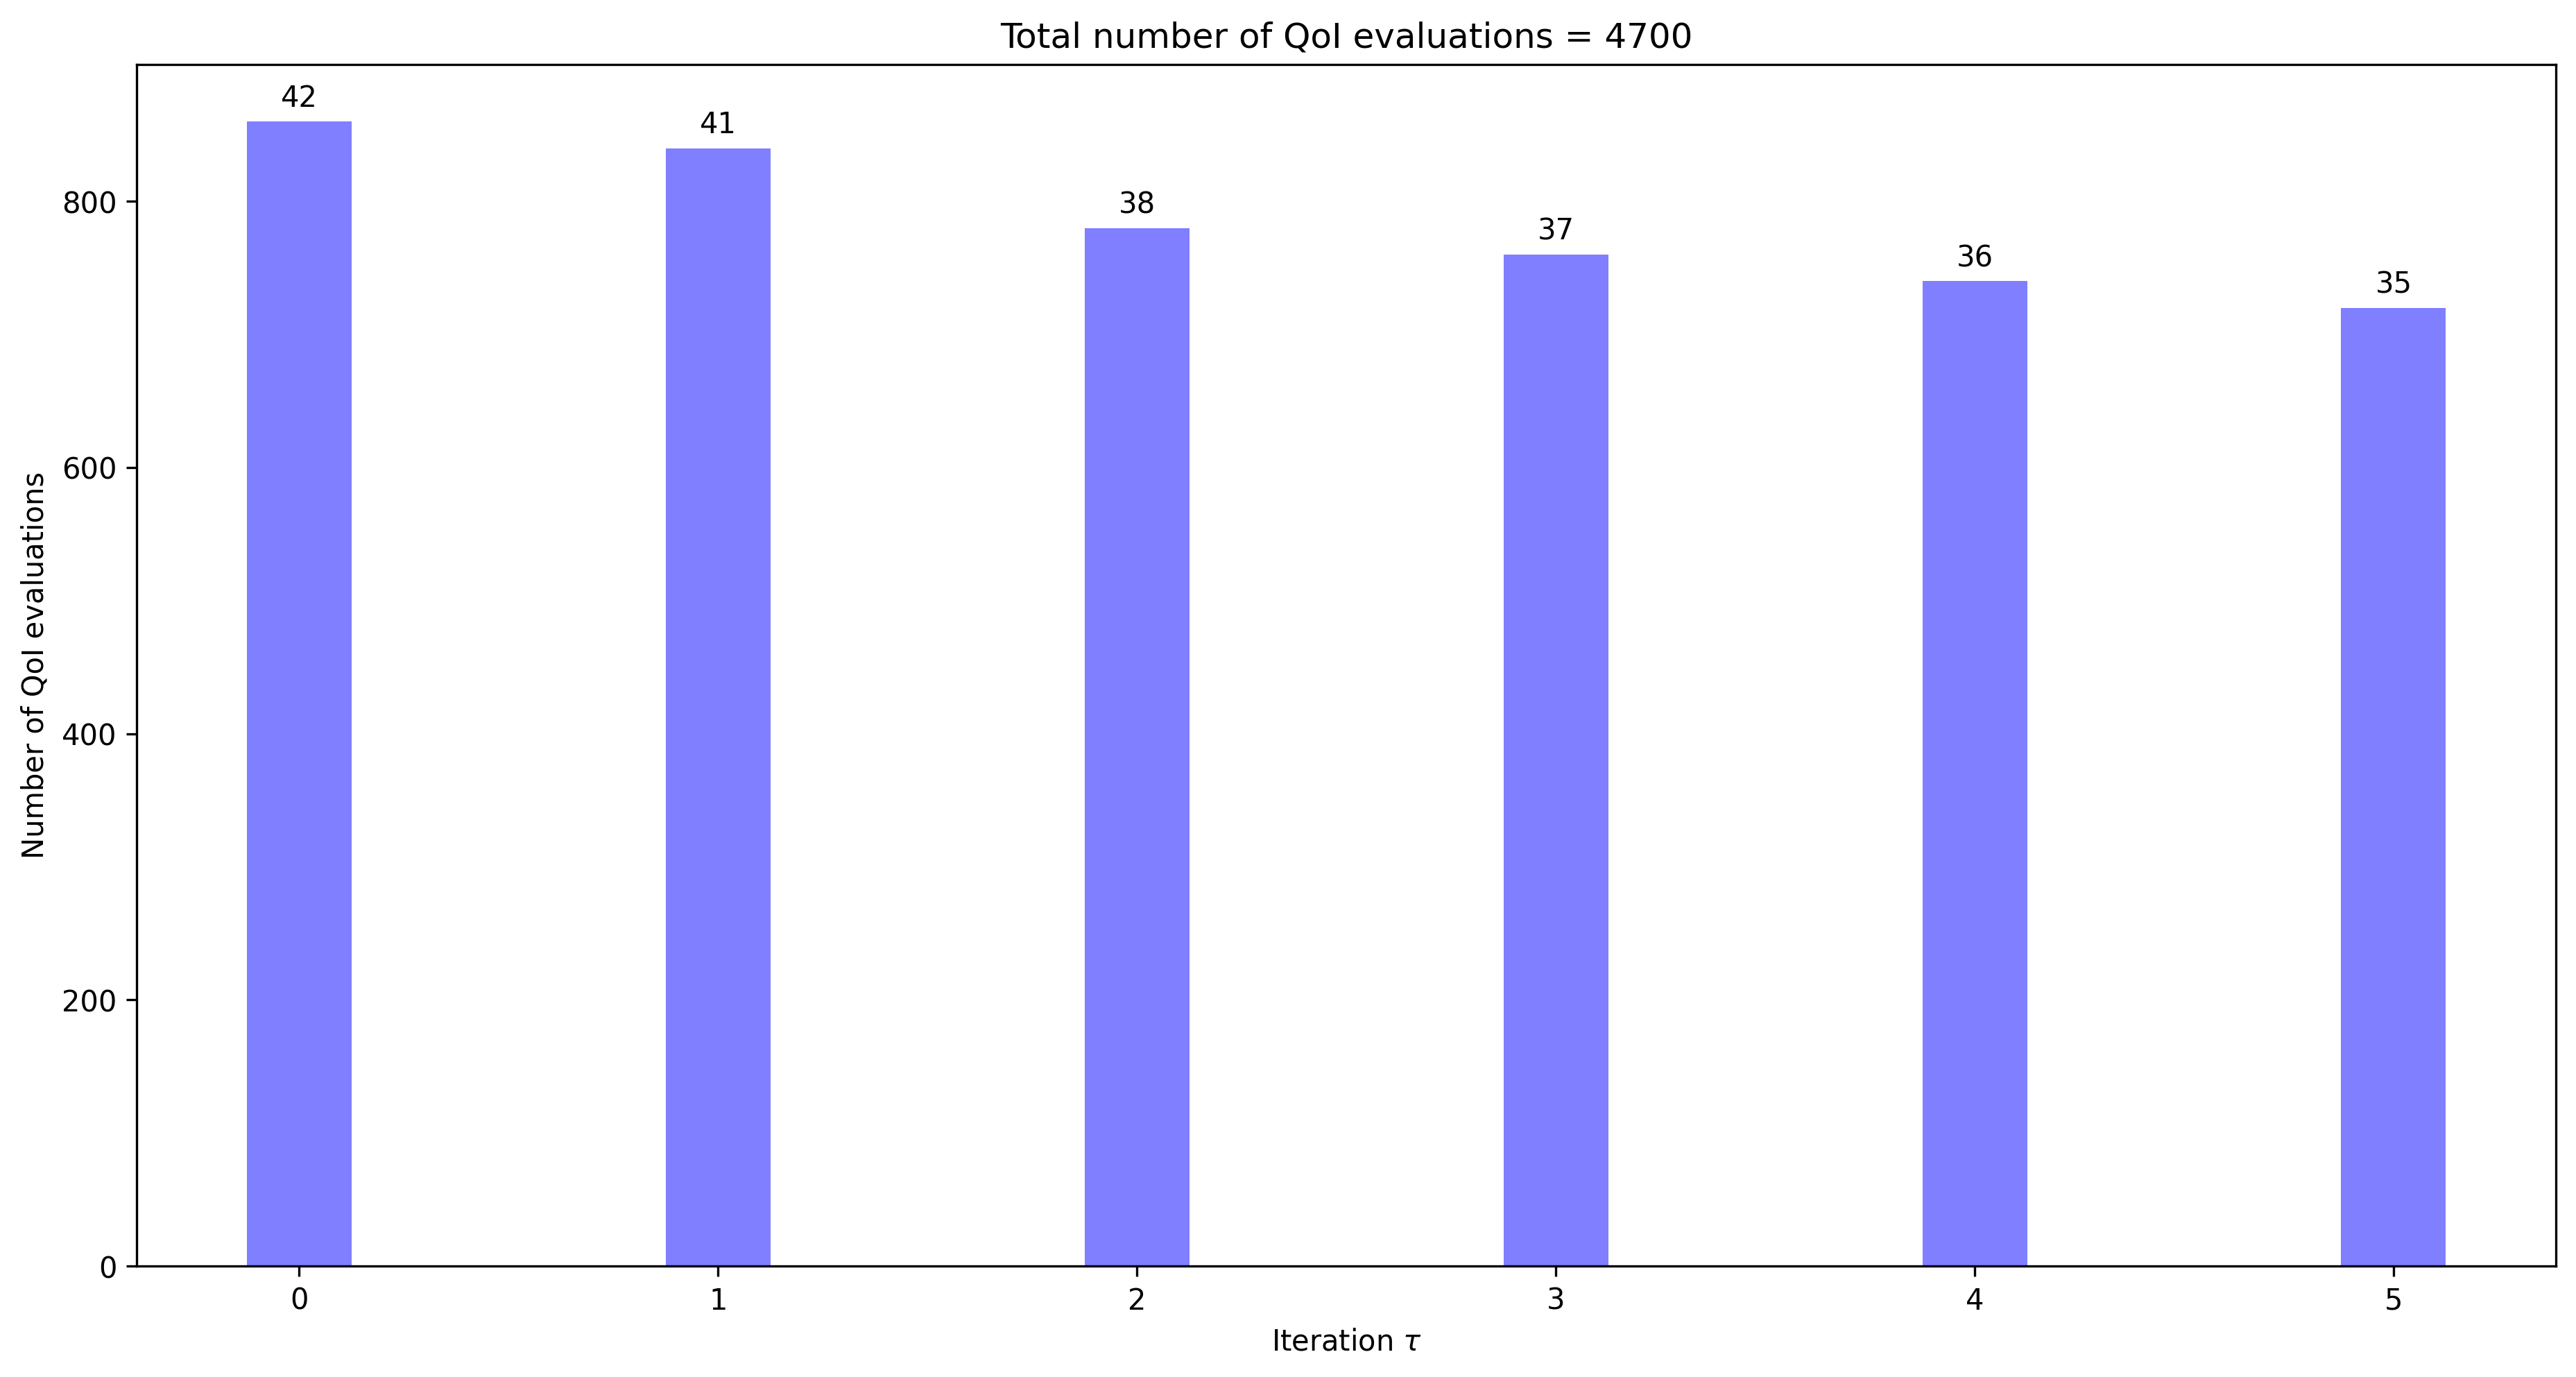 Total number of QoI evaluations = 4700
42
41
38
37
36
35
800
600
400
200
0
Number of QoI evaluations
0 1 2 3 4 5
Iteration τ